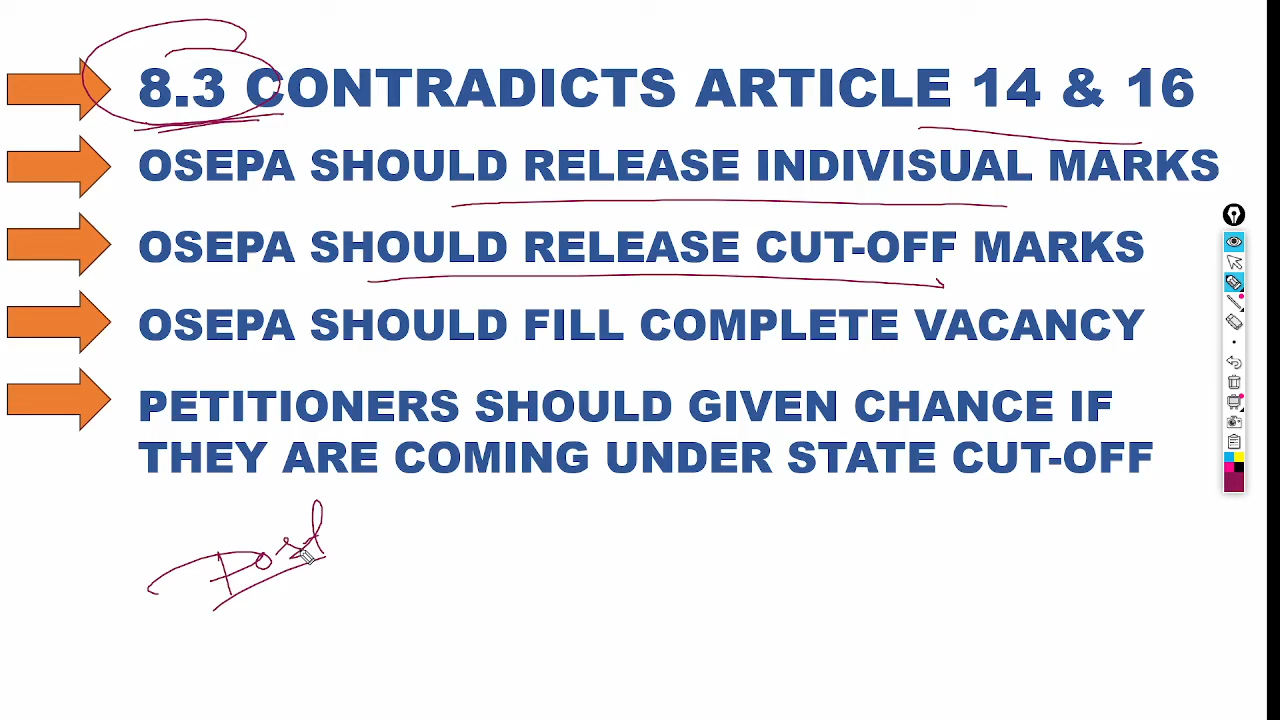 8.3 CONTRADICTS ARTICLE 14 & 16
OSEPA SHOULD RELEASE INDIVISUAL MARKS
OSEPA SHOULD RELEASE CUT-OFF MARKS
OSEPA SHOULD FILL COMPLETE VACANCY
PETITIONERS SHOULD GIVEN CHANCE IF
THEY ARE COMING UNDER STATE CUT-OFF
Post